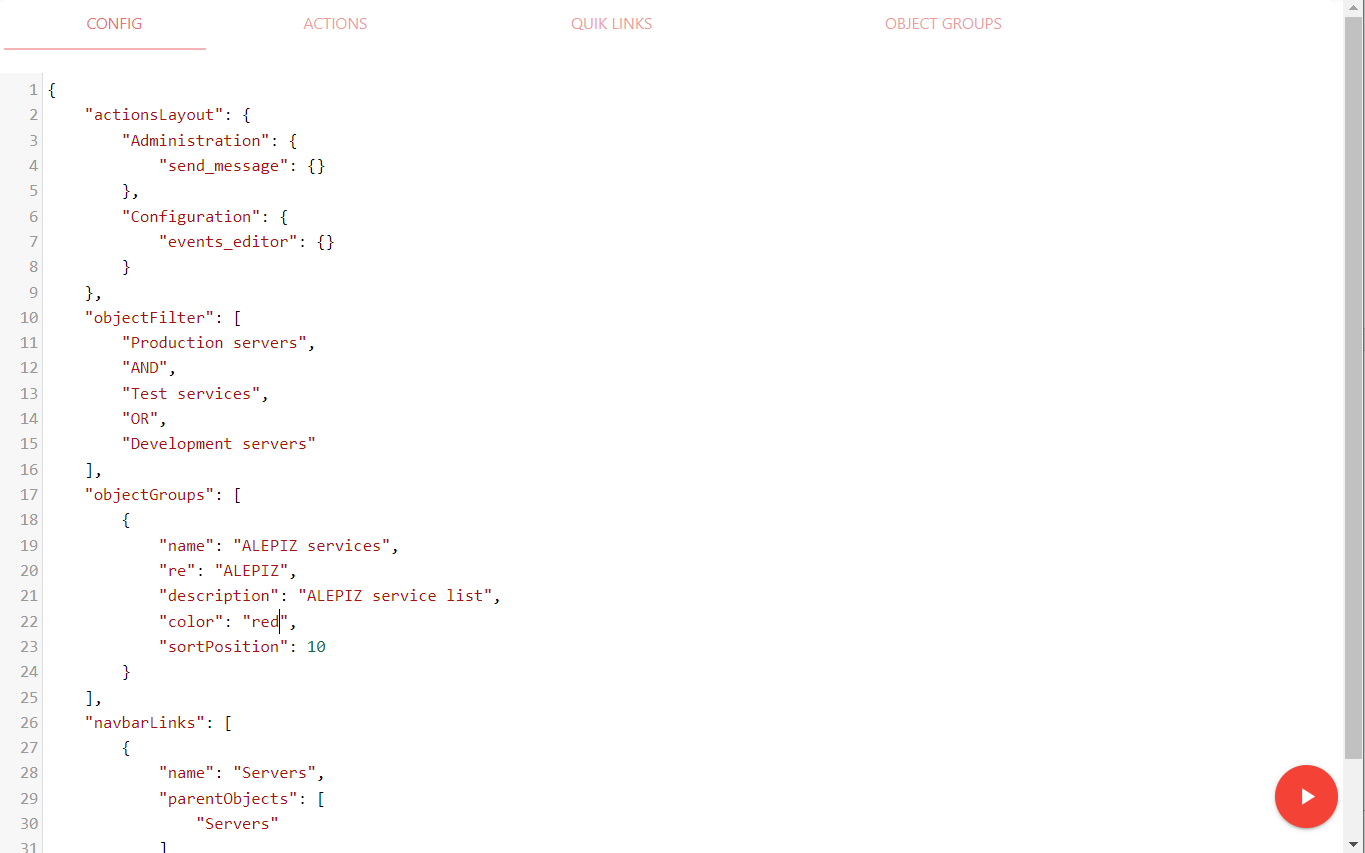 CONFIG ACTIONS QUIK LINKS OBJECT GROUPS
1 {
2     "actionsLayout": {
3         "Administration": {
4             "send_message": {}
5         },
6         "Configuration": {
7             "events_editor": {}
8         }
9     },
10     "objectFilter": [
11         "Production servers",
12         "AND",
13         "Test services",
14         "OR",
15         "Development servers"
16     ],
17     "objectGroups": [
18         {
19             "name": "ALEPIZ services",
20             "re": "ALEPIZ",
21             "description": "ALEPIZ service list",
22             "color": "red",
23             "sortPosition": 10
24         }
25     ],
26     "navbarLinks": [
27         {
28             "name": "Servers",
29             "parentObjects": [
30                 "Servers"
31             ]